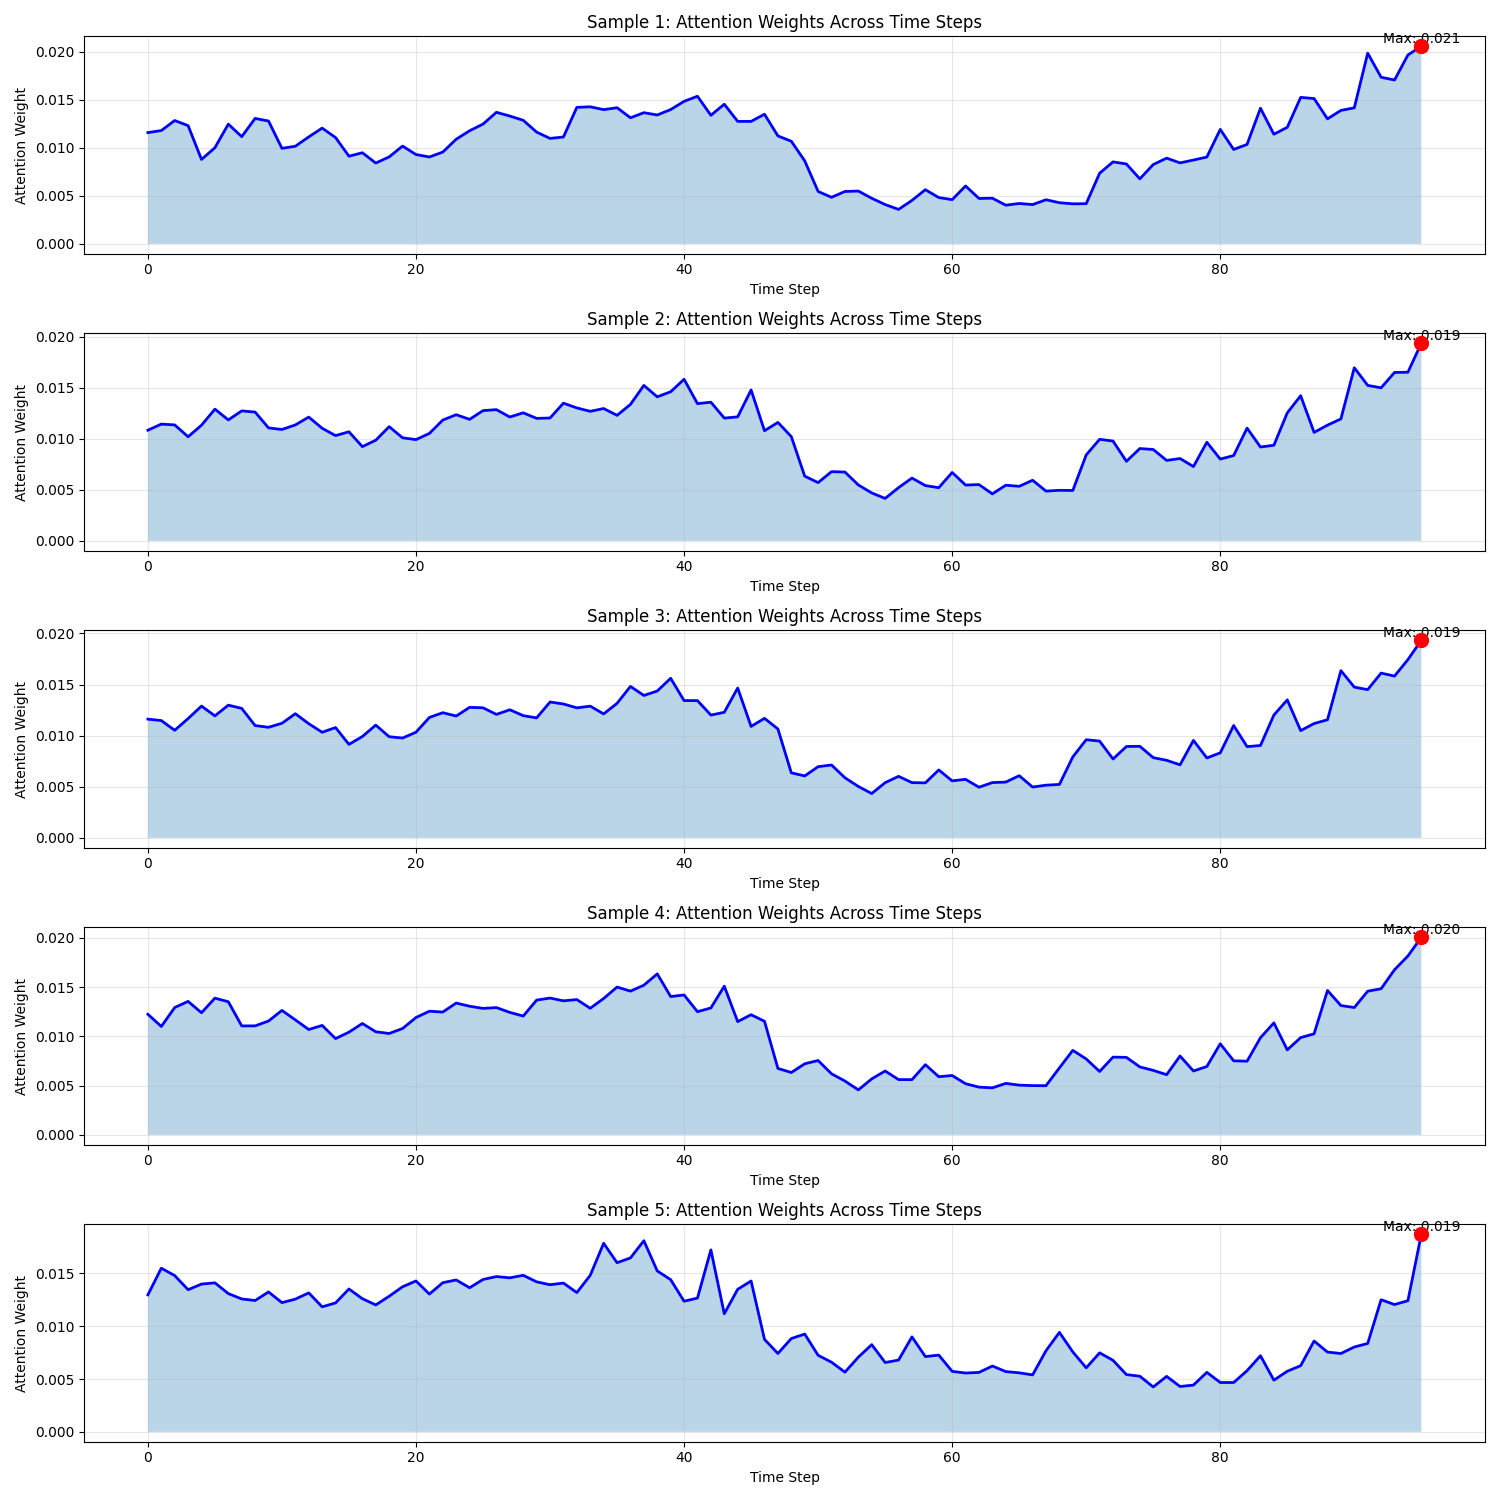 Sample 1: Attention Weights Across Time Steps
Max: 0.021
0.020
0.015
0.010
0.005
0.000
Attention Weight
0 20 40 60 80
Time Step
Sample 2: Attention Weights Across Time Steps
Max: 0.019
0.020
0.015
0.010
0.005
0.000
Attention Weight
0 20 40 60 80
Time Step
Sample 3: Attention Weights Across Time Steps
Max: 0.019
0.020
0.015
0.010
0.005
0.000
Attention Weight
0 20 40 60 80
Time Step
Sample 4: Attention Weights Across Time Steps
Max: 0.020
0.020
0.015
0.010
0.005
0.000
Attention Weight
0 20 40 60 80
Time Step
Sample 5: Attention Weights Across Time Steps
Max: 0.019
0.015
0.010
0.005
0.000
Attention Weight
0 20 40 60 80
Time Step